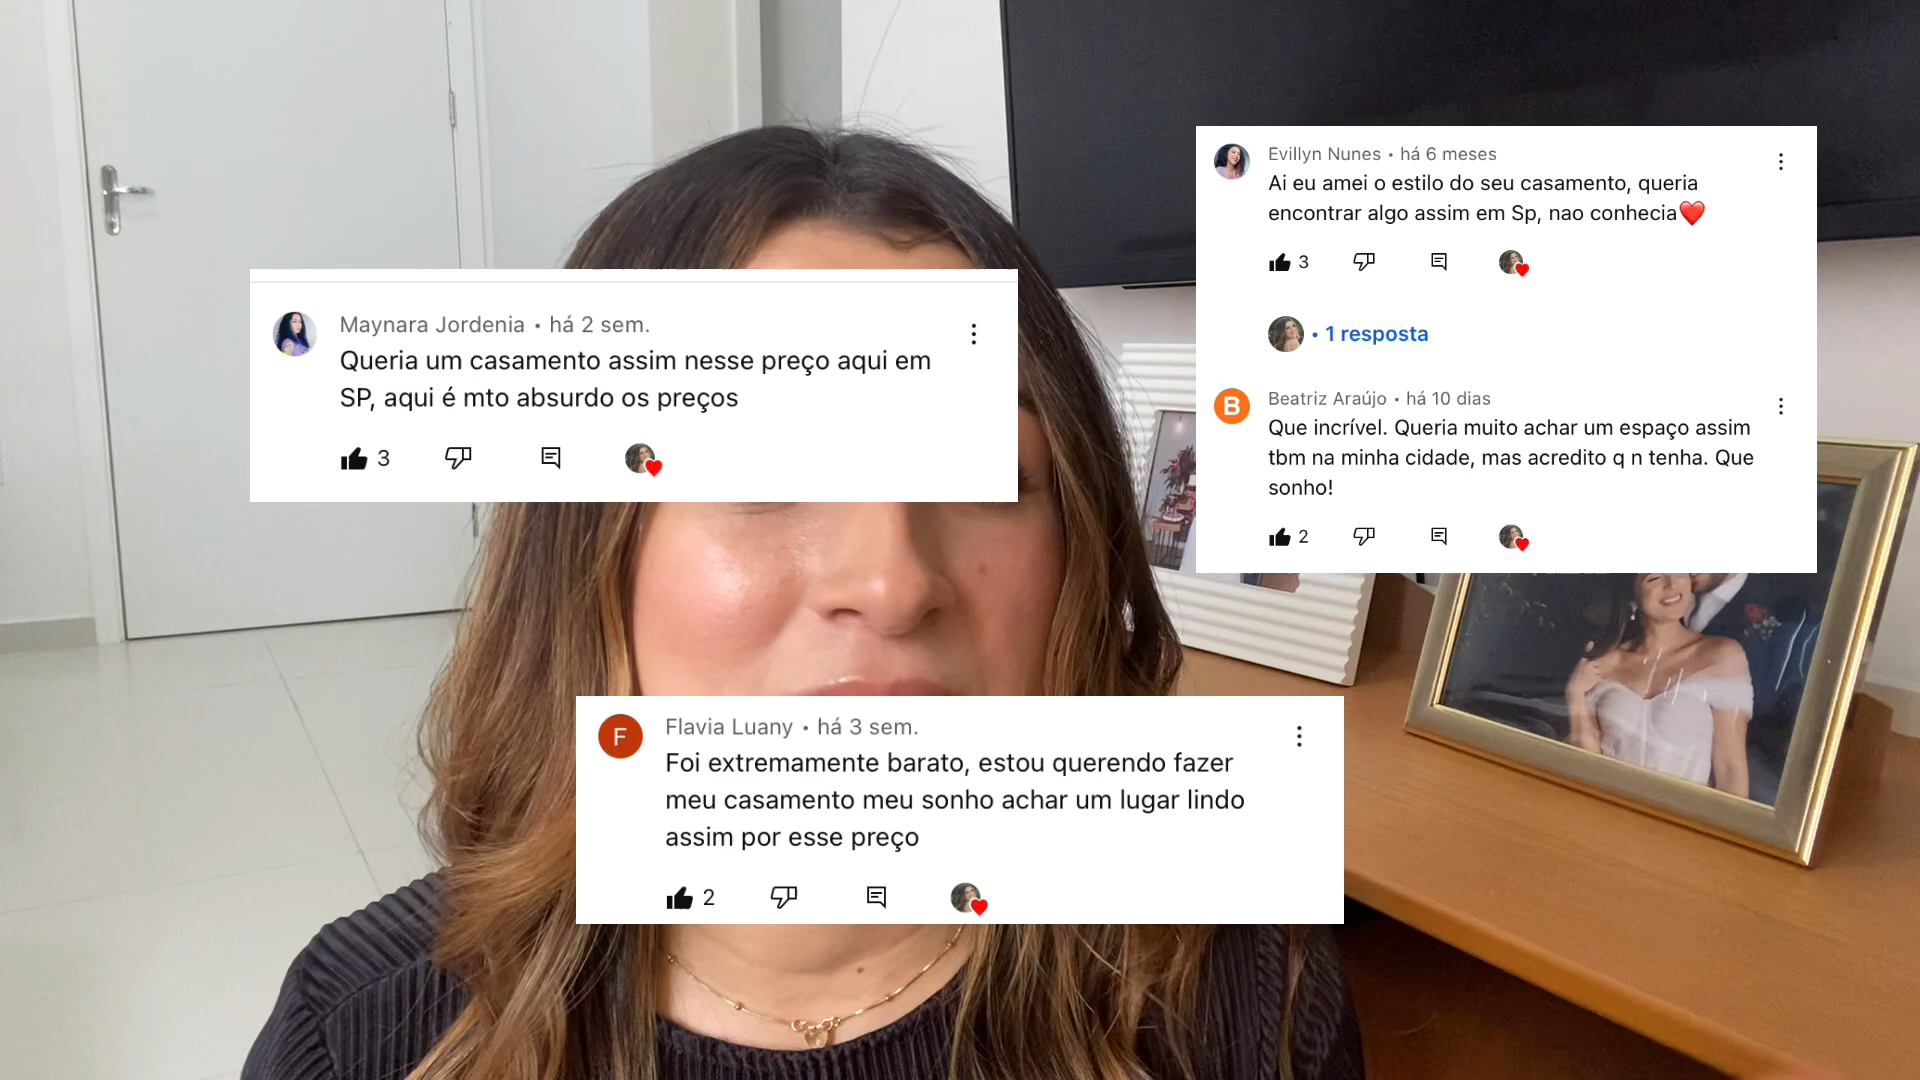 Maynara Jordenia • há 2 sem.
Queria um casamento assim nesse preço aqui em
SP, aqui é mto absurdo os preços
3
Evillyn Nunes • há 6 meses
Ai eu amei o estilo do seu casamento, queria
encontrar algo assim em Sp, nao conhecia❤️
3
• 1 resposta
B
Beatriz Araújo • há 10 dias
Que incrível. Queria muito achar um espaço assim
tbm na minha cidade, mas acredito q n tenha. Que
sonho!
2
F
Flavia Luany • há 3 sem.
Foi extremamente barato, estou querendo fazer
meu casamento meu sonho achar um lugar lindo
assim por esse preço
2